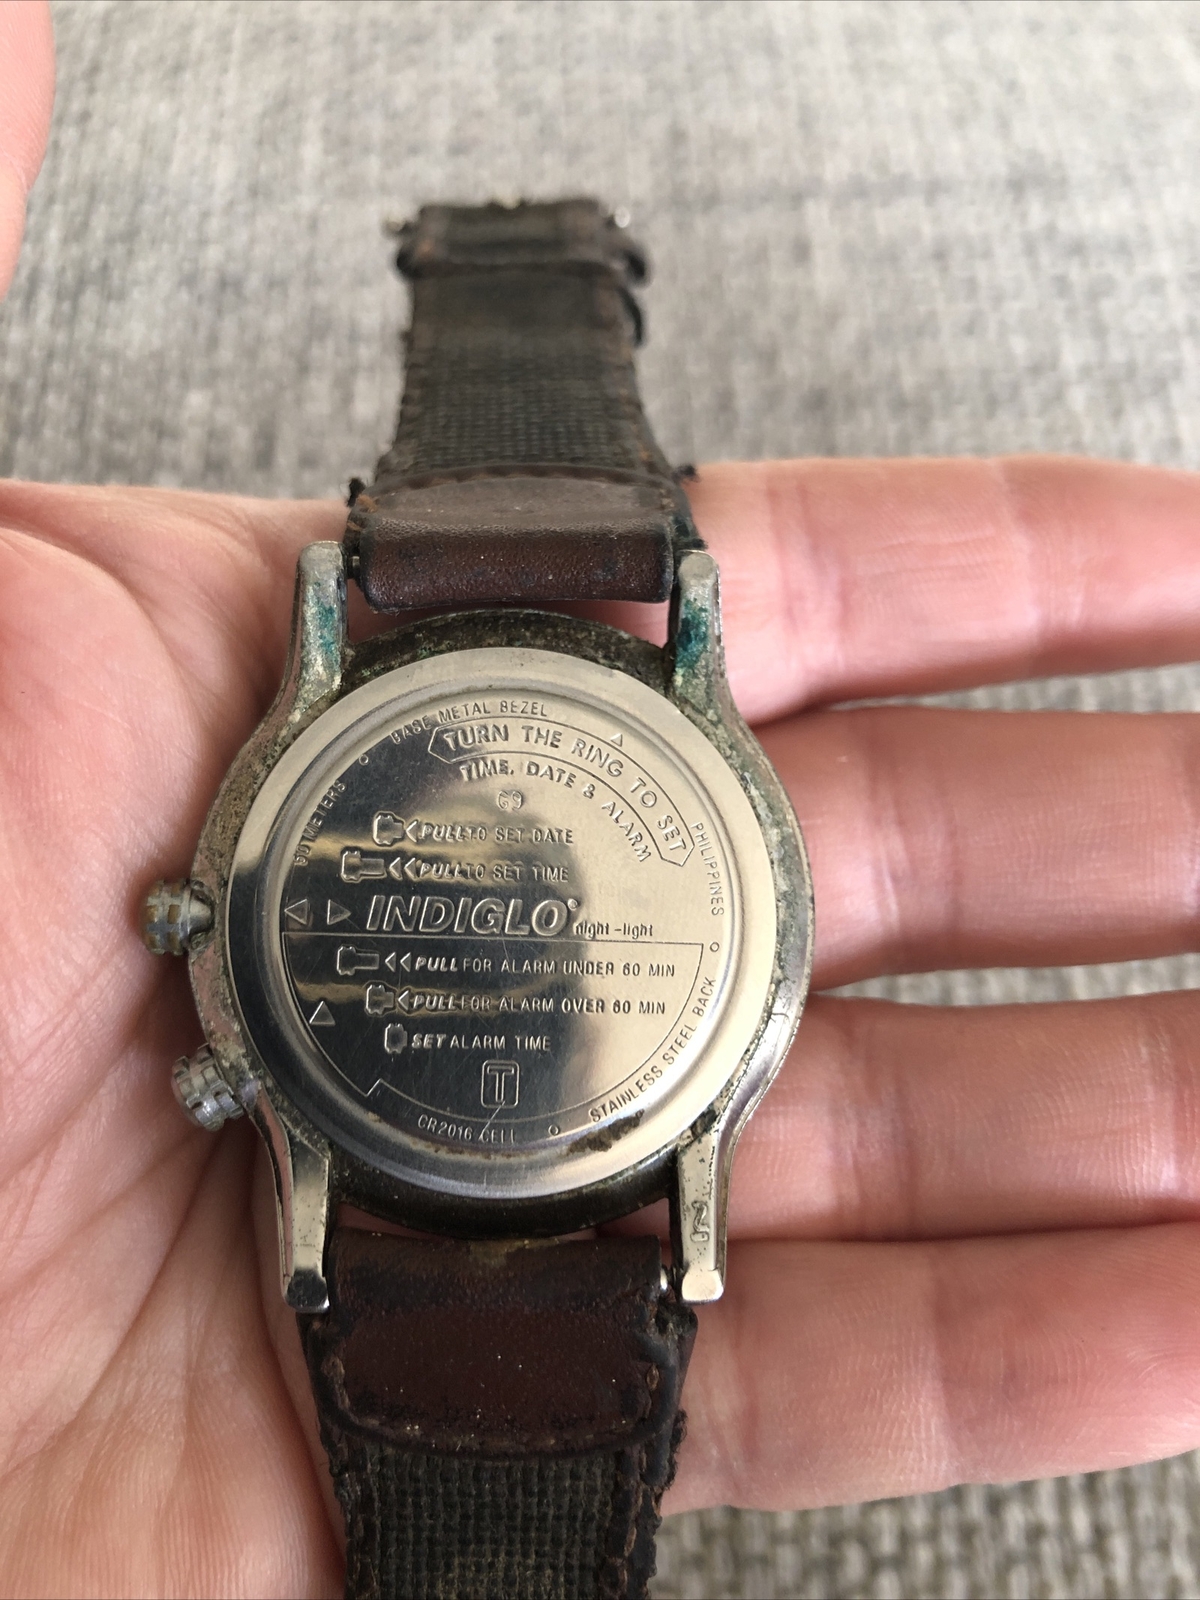 BASE METAL BEZEL
TURN THE RING TO SET
TIME, DATE & ALARM
G9
PULL TO SET DATE
PULL TO SET TIME
INDIGLO®
night-light
PULL FOR ALARM UNDER 60 MIN
PULL FOR ALARM OVER 60 MIN
SET ALARM TIME
T
CR2016 CELL
STAINLESS STEEL BACK
PHILIPPINES
METERS